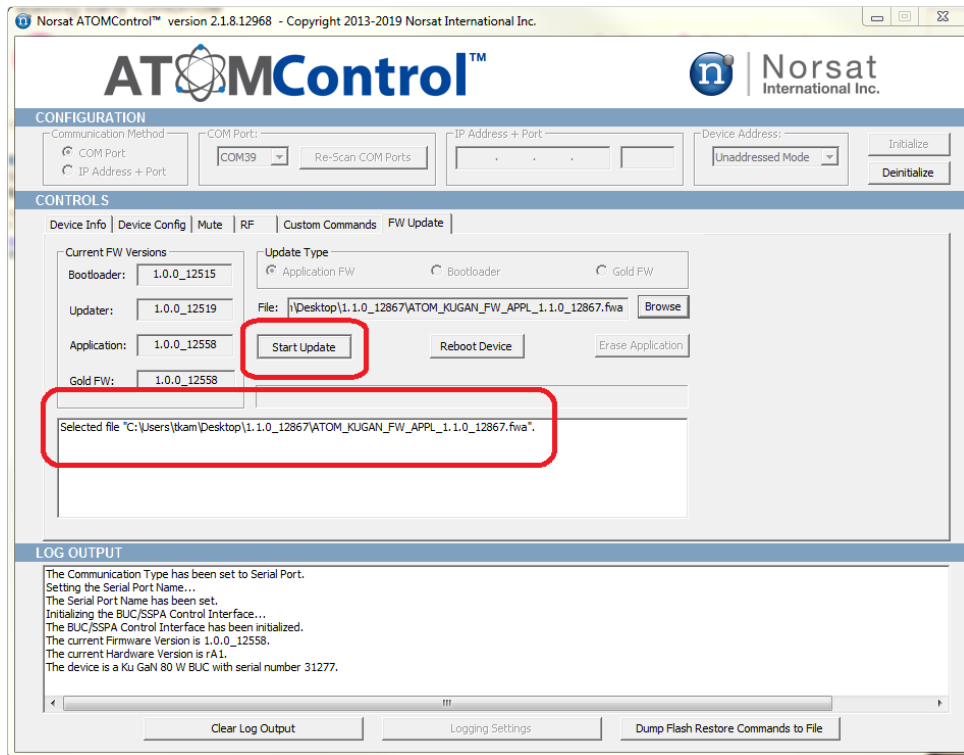 Norsat ATOMControl™ version 2.1.8.12968 - Copyright 2013-2019 Norsat International Inc.
ATOMControl™
n Norsat International Inc.
CONFIGURATION
Communication Method
COM Port
IP Address + Port
COM Port:
COM39
Re-Scan COM Ports
IP Address + Port
. . .
Device Address:
Unaddressed Mode
Initialize
Deinitialize
CONTROLS
Device Info
Device Config
Mute
RF
Custom Commands
FW Update
Current FW Versions
Bootloader: 1.0.0_12515
Updater: 1.0.0_12519
Application: 1.0.0_12558
Gold FW: 1.0.0_12558
Update Type
Application FW
Bootloader
Gold FW
File: \Desktop\1.1.0_12867\ATOM_KUGAN_FW_APPL_1.1.0_12867.fwa
Browse
Start Update
Reboot Device
Erase Application
Selected file "C:\Users\tkam\Desktop\1.1.0_12867\ATOM_KUGAN_FW_APPL_1.1.0_12867.fwa".
LOG OUTPUT
The Communication Type has been set to Serial Port.
Setting the Serial Port Name...
The Serial Port Name has been set.
Initializing the BUC/SSPA Control Interface...
The BUC/SSPA Control Interface has been initialized.
The current Firmware Version is 1.0.0_12558.
The current Hardware Version is rA1.
The device is a Ku GaN 80 W BUC with serial number 31277.
Clear Log Output
Logging Settings
Dump Flash Restore Commands to File